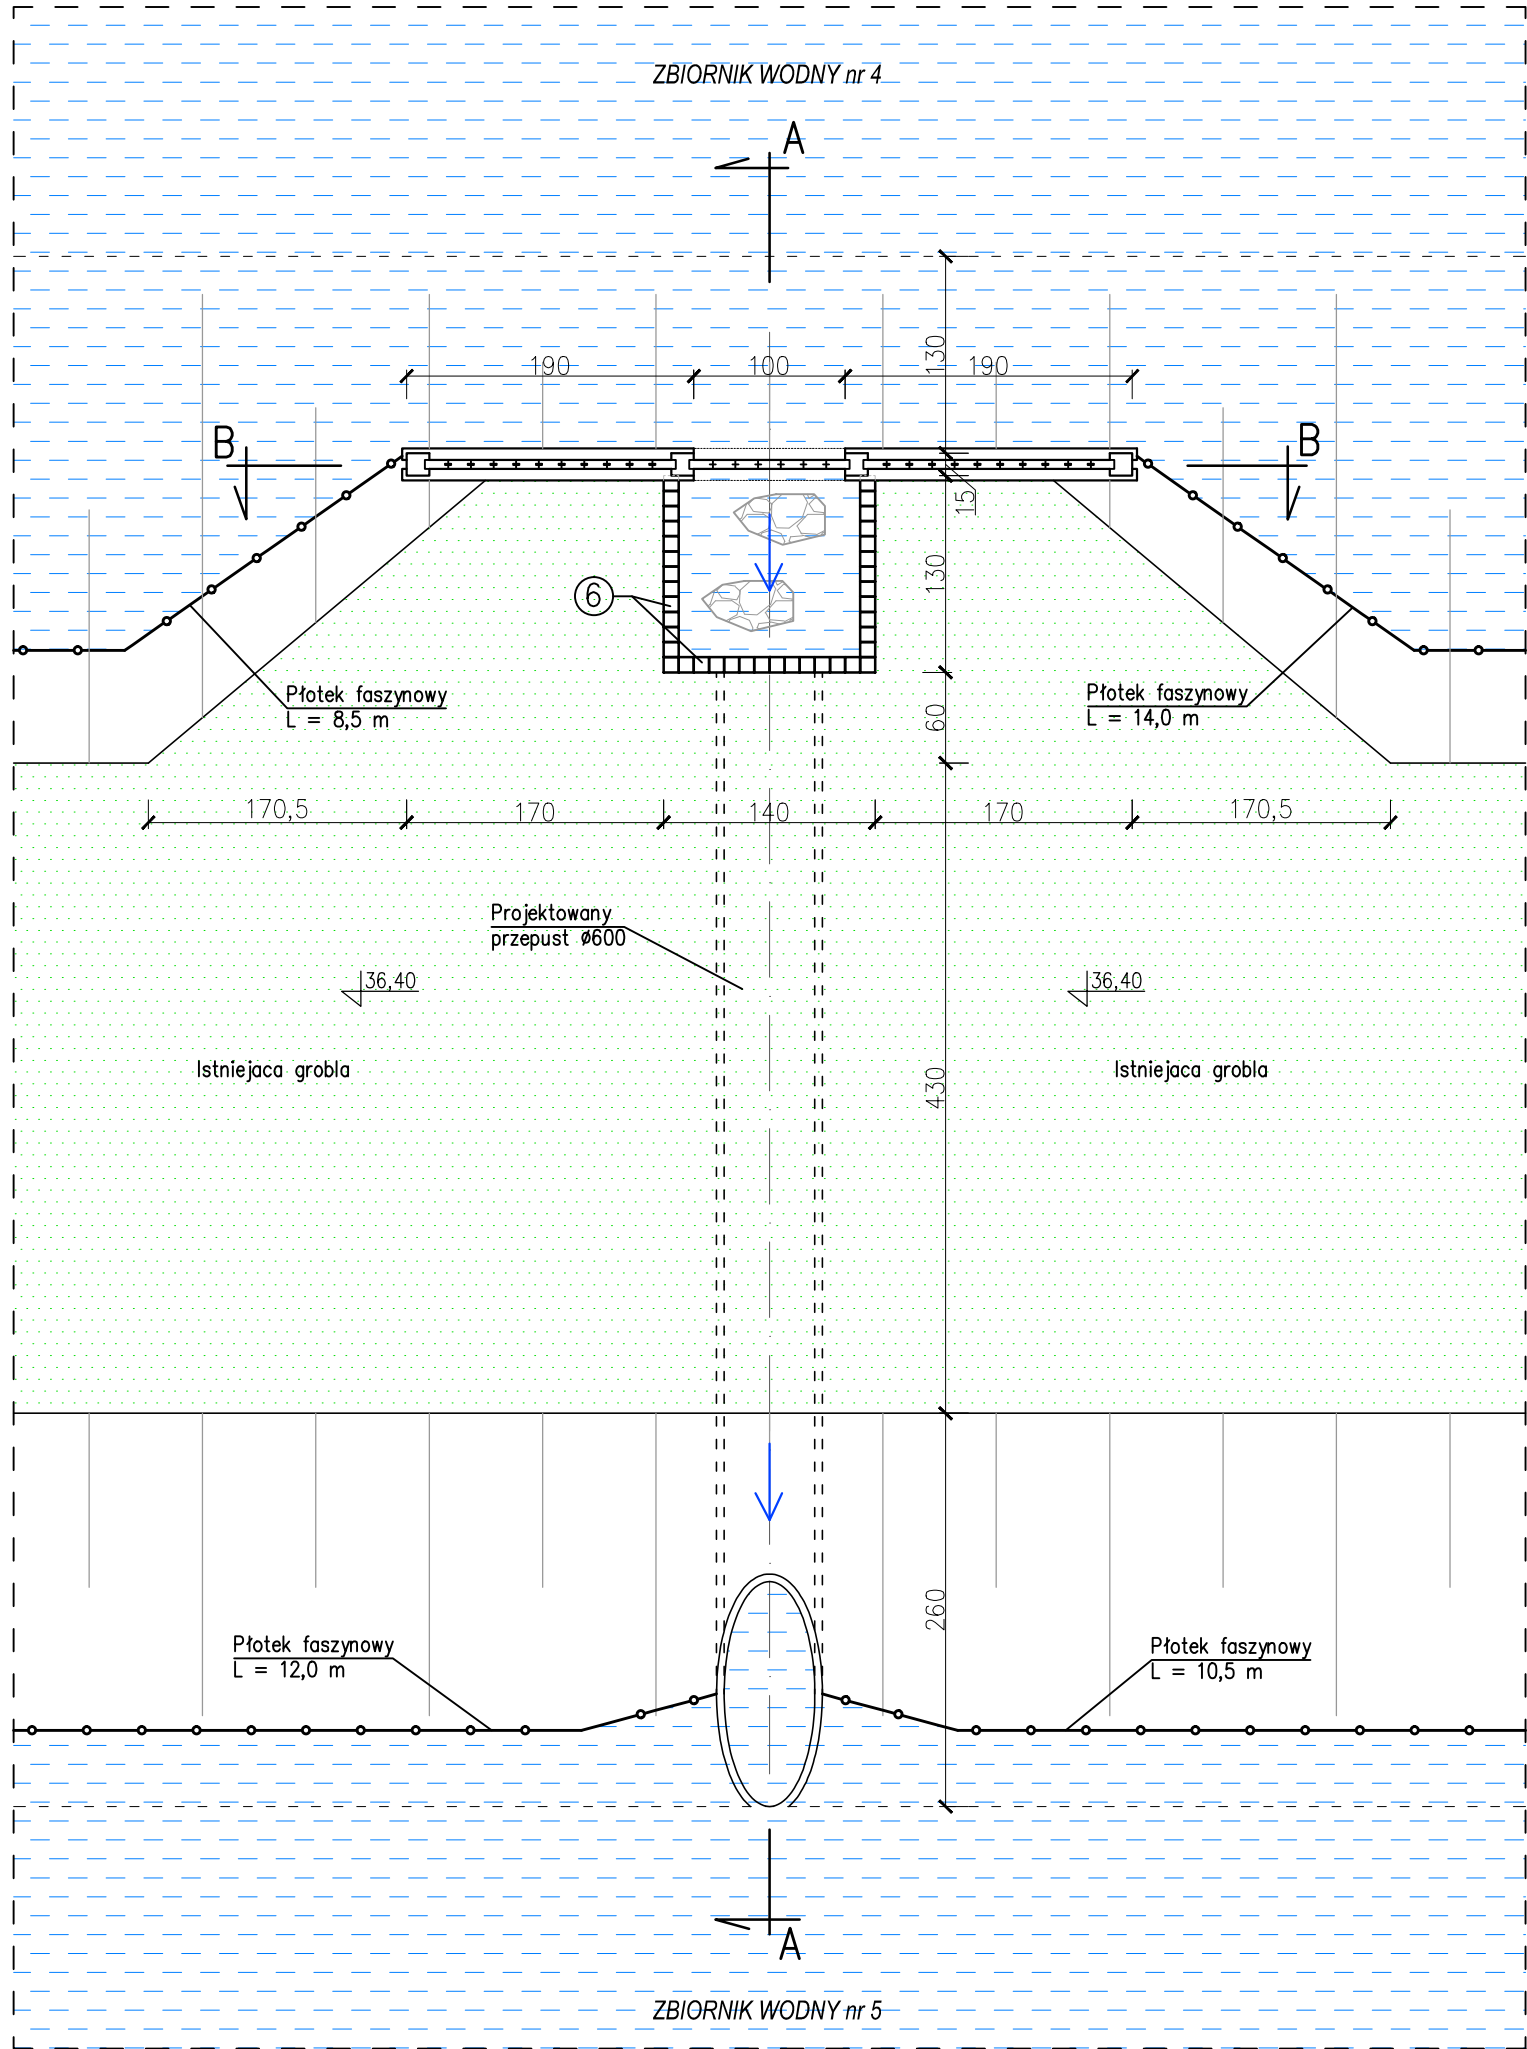 ZBIORNIK WODNY nr 4
A
130
190
100
190
B
B
15
130
6
Płotek faszynowy
L = 8,5 m
Płotek faszynowy
L = 14,0 m
60
170,5
170
140
170
170,5
Projektowany
przepust ø600
36,40
36,40
Istniejaca grobla
Istniejaca grobla
430
260
Płotek faszynowy
L = 12,0 m
Płotek faszynowy
L = 10,5 m
A
ZBIORNIK WODNY nr 5